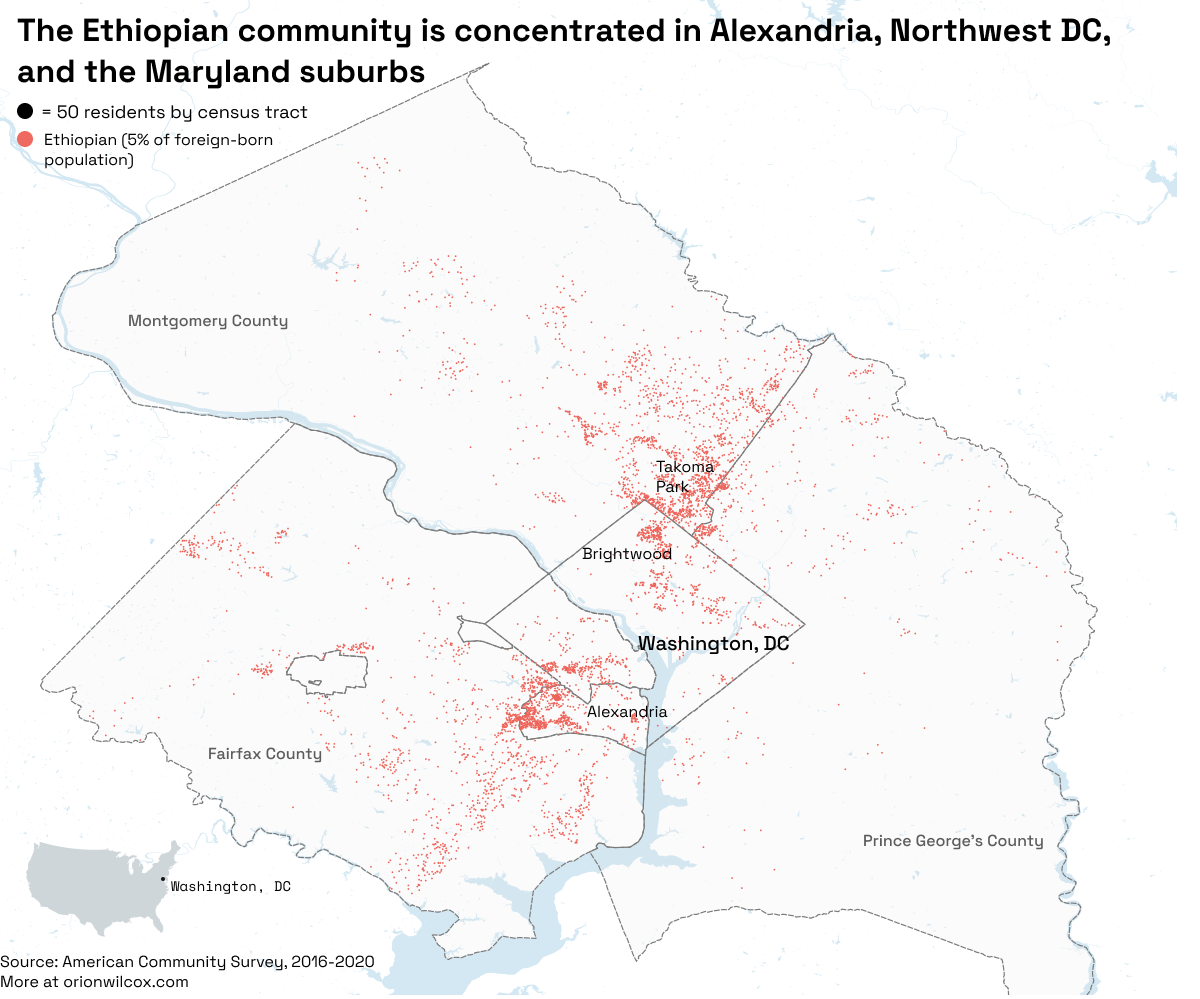 The Ethiopian community is concentrated in Alexandria, Northwest DC,
and the Maryland suburbs
= 50 residents by census tract
Ethiopian (5% of foreign-born
population)
Montgomery County
Takoma
Park
Brightwood
Washington, DC
Alexandria
Fairfax County
Prince George's County
Washington, DC
Source: American Community Survey, 2016-2020
More at orionwilcox.com